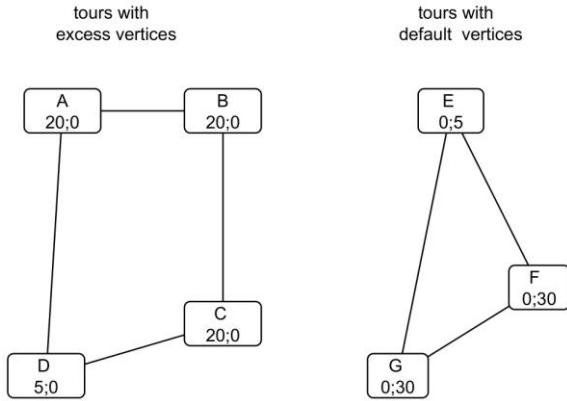 tours with
excess vertices
tours with
default vertices
A
20;0
B
20;0
E
0;5
F
0;30
C
20;0
D
5;0
G
0;30